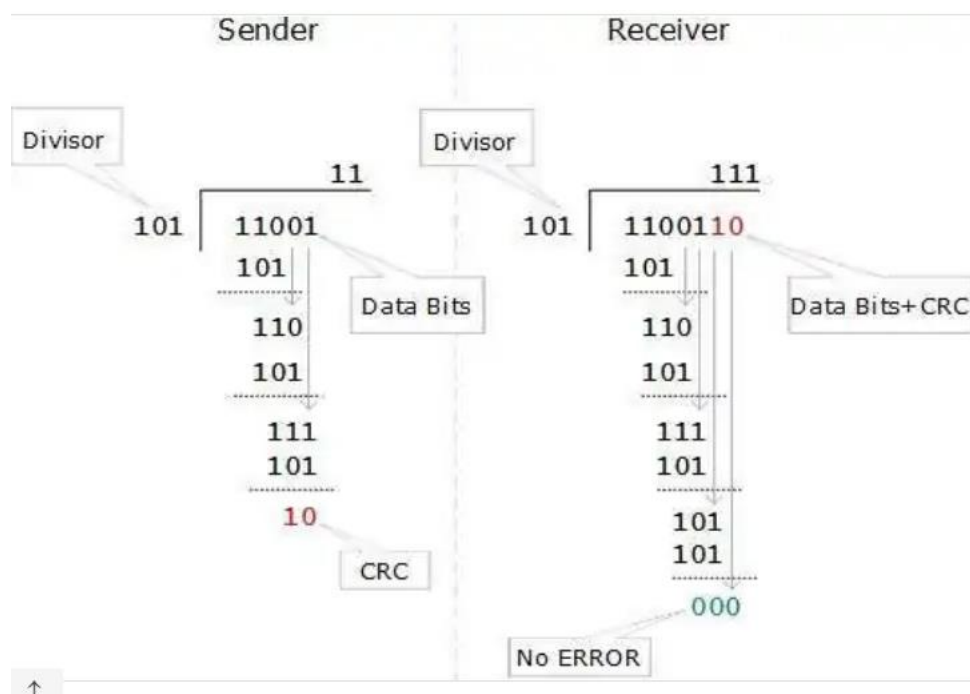 Sender
Divisor
11
101
11001
101
Data Bits
110
101
111
101
10
CRC
Receiver
Divisor
111
101
1100110
101
Data Bits+CRC
110
101
111
101
101
101
000
No ERROR